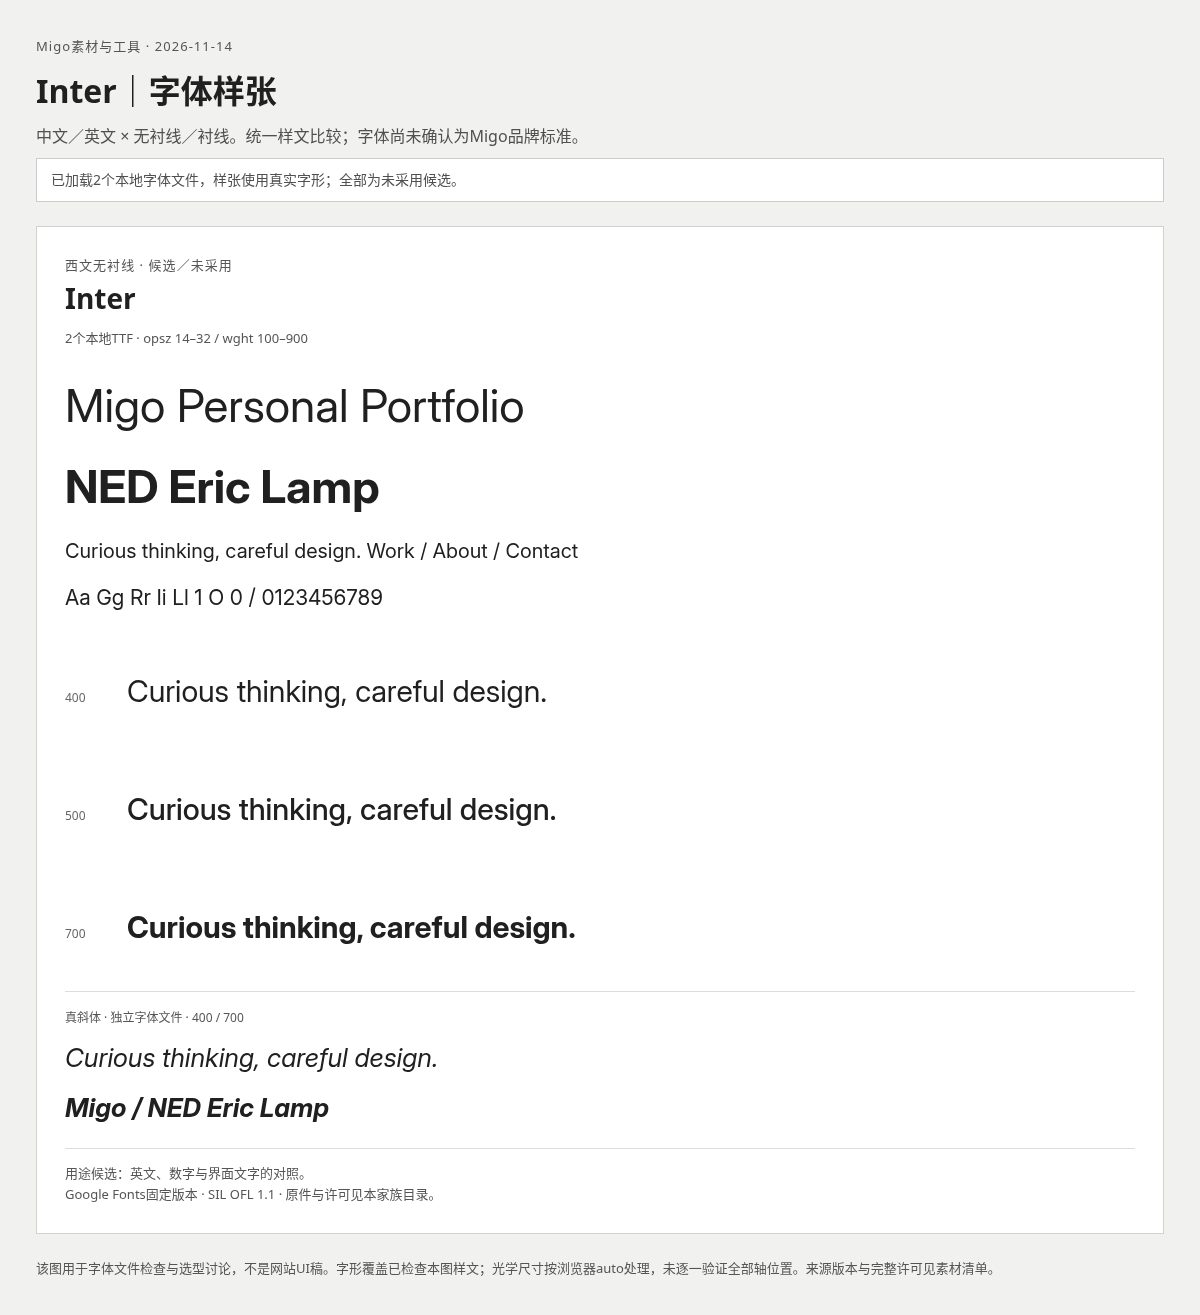 Migo素材与工具 · 2026-11-14
Inter｜字体样张
中文／英文 × 无衬线／衬线。统一样文比较；字体尚未确认为Migo品牌标准。
已加载2个本地字体文件，样张使用真实字形；全部为未采用候选。
西文无衬线 · 候选／未采用
Inter
2个本地TTF · opsz 14–32 / wght 100–900
Migo Personal Portfolio
NED Eric Lamp
Curious thinking, careful design. Work / About / Contact
Aa Gg Rr Ii Ll 1 O 0 / 0123456789
400 Curious thinking, careful design.
500 Curious thinking, careful design.
700 Curious thinking, careful design.
真斜体 · 独立字体文件 · 400 / 700
Curious thinking, careful design.
Migo / NED Eric Lamp
用途候选：英文、数字与界面文字的对照。
Google Fonts固定版本 · SIL OFL 1.1 · 原件与许可见本家族目录。
该图用于字体文件检查与选型讨论，不是网站UI稿。字形覆盖已检查本图样文；光学尺寸按浏览器auto处理，未逐一验证全部轴位置。来源版本与完整许可见素材清单。